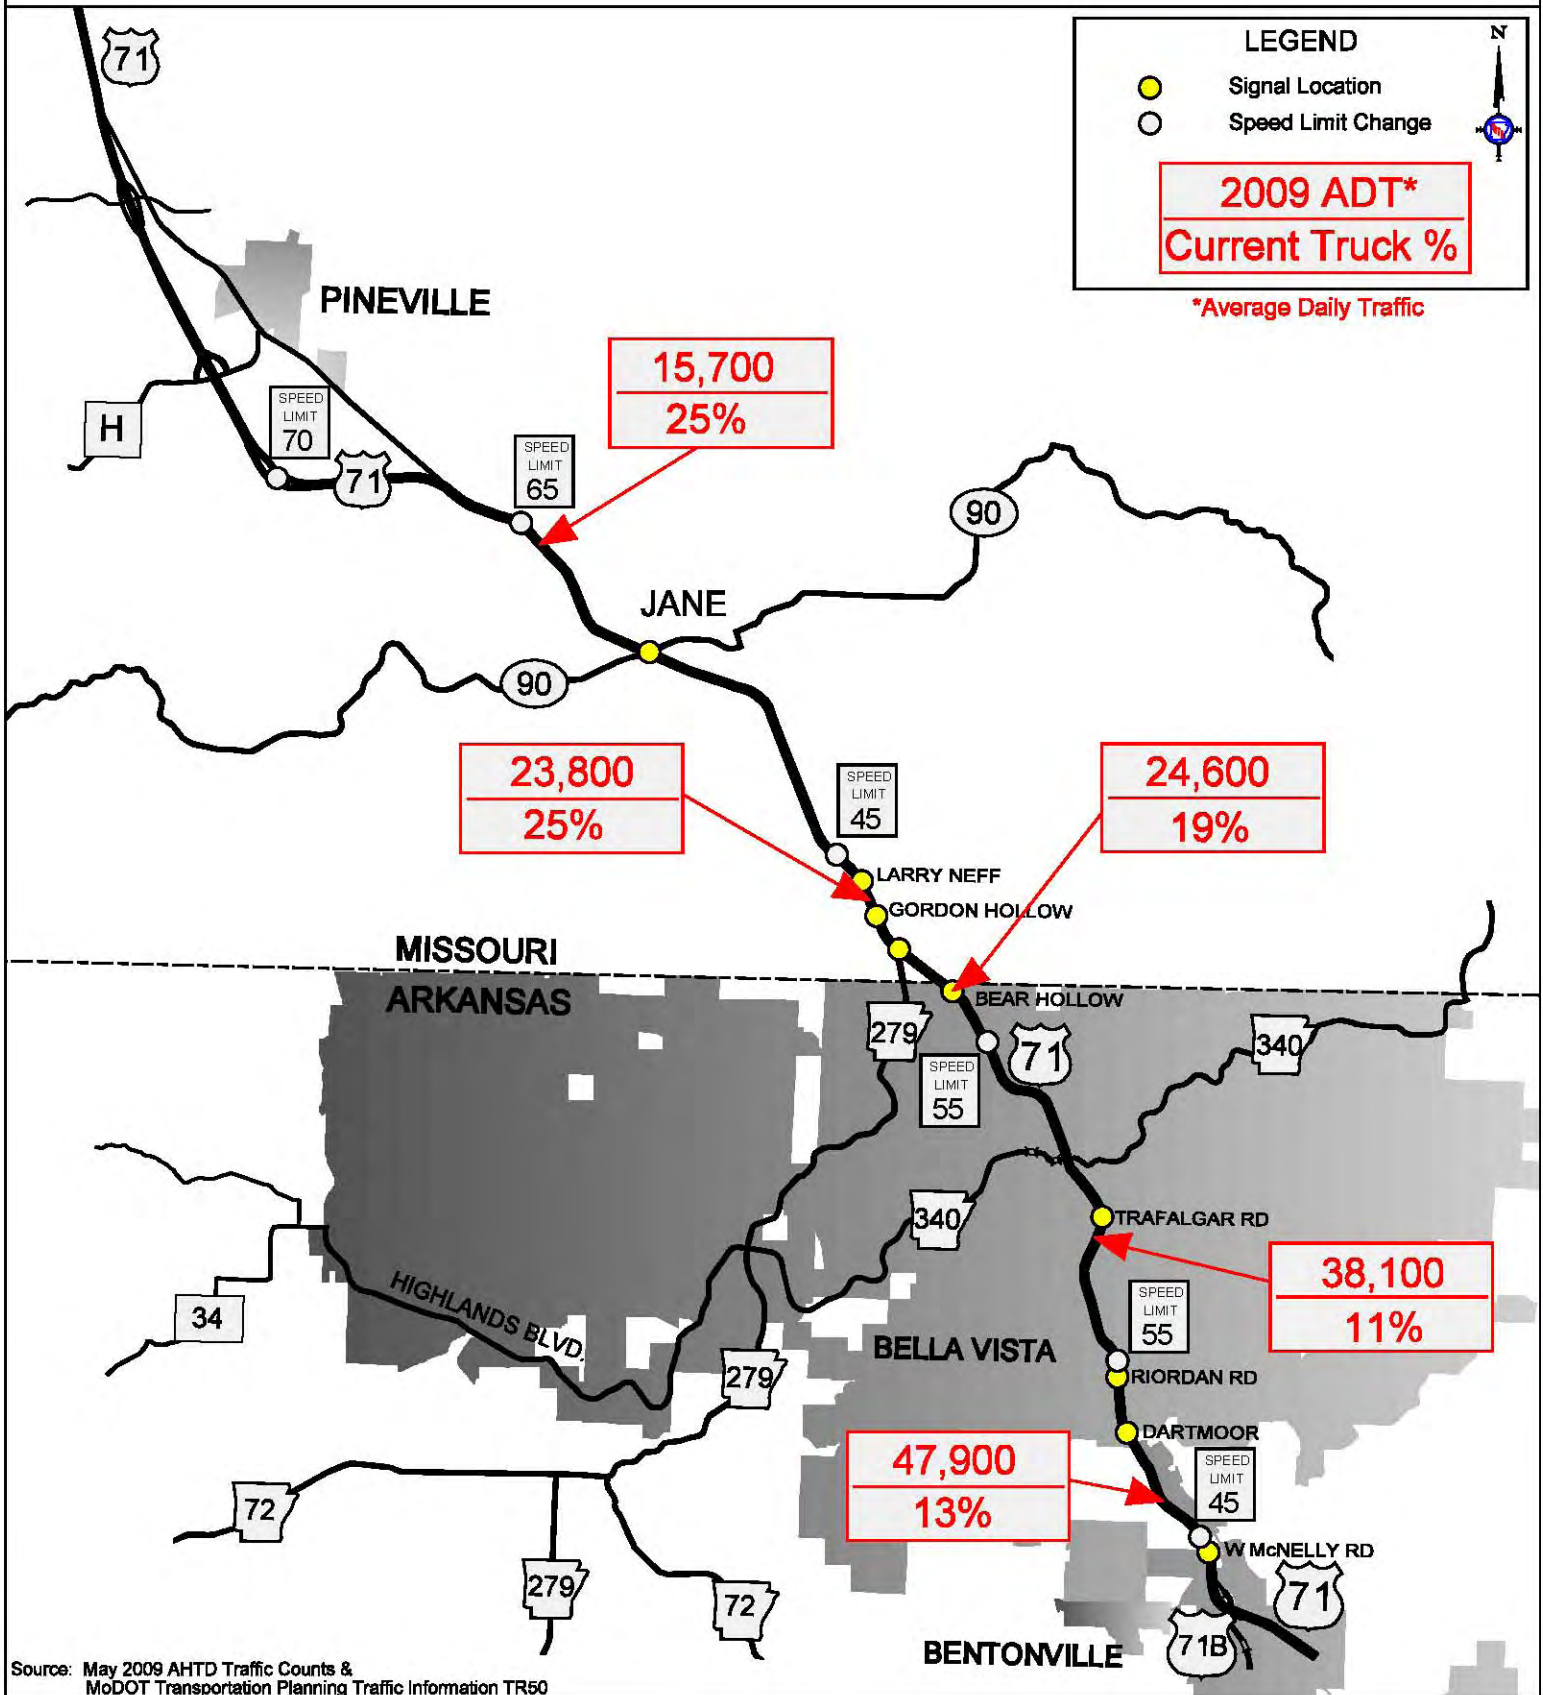 71
LEGEND
N
Signal Location
Speed Limit Change
2009 ADT*
Current Truck %
*Average Daily Traffic
PINEVILLE
15,700
25%
H
SPEED
LIMIT
70
71
SPEED
LIMIT
65
90
JANE
90
23,800
25%
SPEED
LIMIT
45
24,600
19%
LARRY NEFF
GORDON HOLLOW
MISSOURI
ARKANSAS
BEAR HOLLOW
279
71
340
SPEED
LIMIT
55
340
TRAFALGAR RD
34
HIGHLANDS BLVD.
38,100
11%
SPEED
LIMIT
55
BELLA VISTA
279
RIORDAN RD
DARTMOOR
47,900
13%
SPEED
LIMIT
45
72
W McNELLY RD
279
72
71
71B
BENTONVILLE
Source: May 2009 AHTD Traffic Counts &
MoDOT Transportation Planning Traffic Information TR50